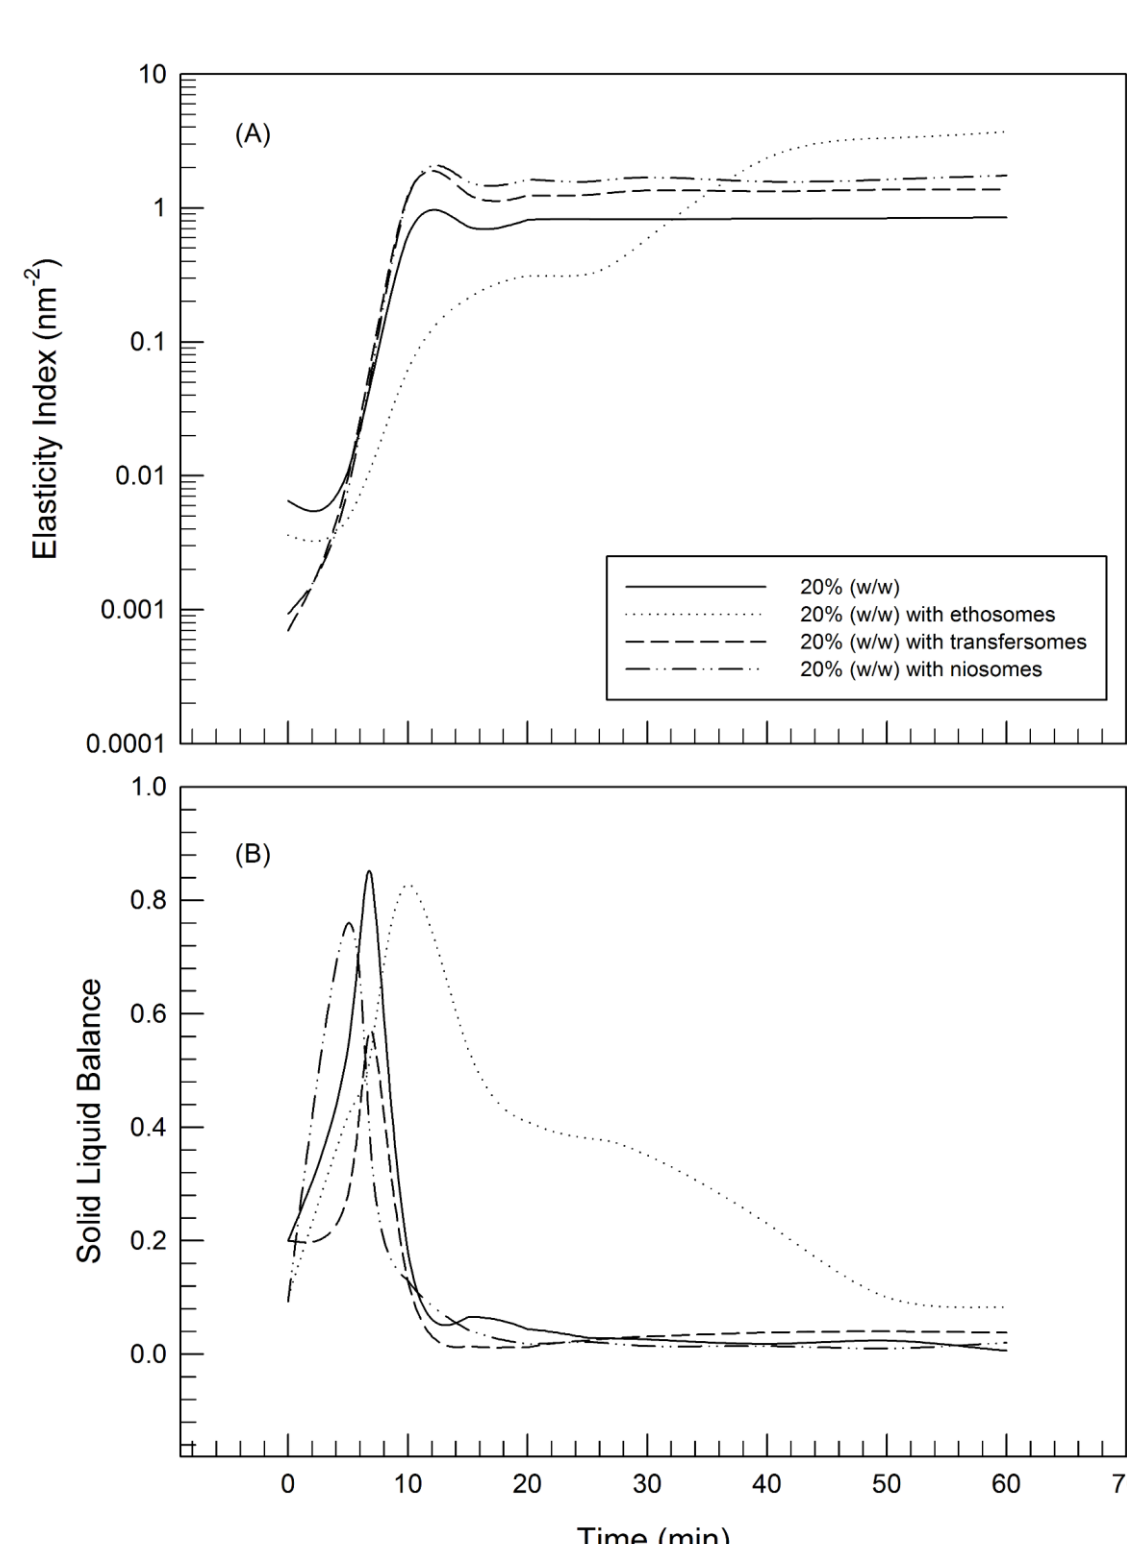 10
(A)
1
0.1
0.01
0.001
0.0001
Elasticity Index (nm⁻²)
20% (w/w)
20% (w/w) with ethosomes
20% (w/w) with transfersomes
20% (w/w) with niosomes
1.0
(B)
0.8
0.6
0.4
0.2
0.0
Solid Liquid Balance
0 10 20 30 40 50 60 7
Time (min)